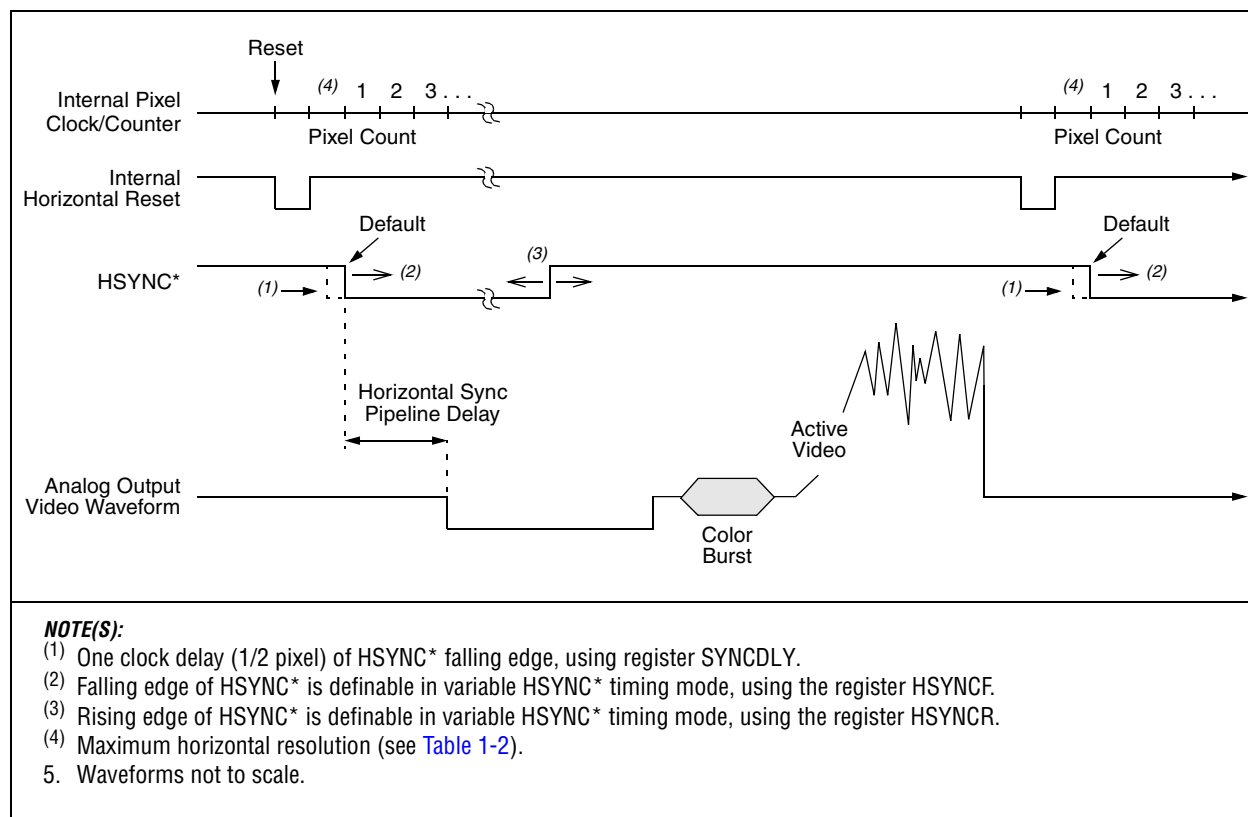 Reset
(4) 1 2 3 . . .
(4) 1 2 3 . . .
Internal Pixel
Clock/Counter
Pixel Count
Pixel Count
Internal
Horizontal Reset
Default
Default
HSYNC*
(1)
(2)
(3)
(1)
(2)
Horizontal Sync
Pipeline Delay
Active
Video
Analog Output
Video Waveform
Color
Burst
NOTE(S):
(1) One clock delay (1/2 pixel) of HSYNC* falling edge, using register SYNCDLY.
(2) Falling edge of HSYNC* is definable in variable HSYNC* timing mode, using the register HSYNCF.
(3) Rising edge of HSYNC* is definable in variable HSYNC* timing mode, using the register HSYNCR.
(4) Maximum horizontal resolution (see Table 1-2).
5. Waveforms not to scale.